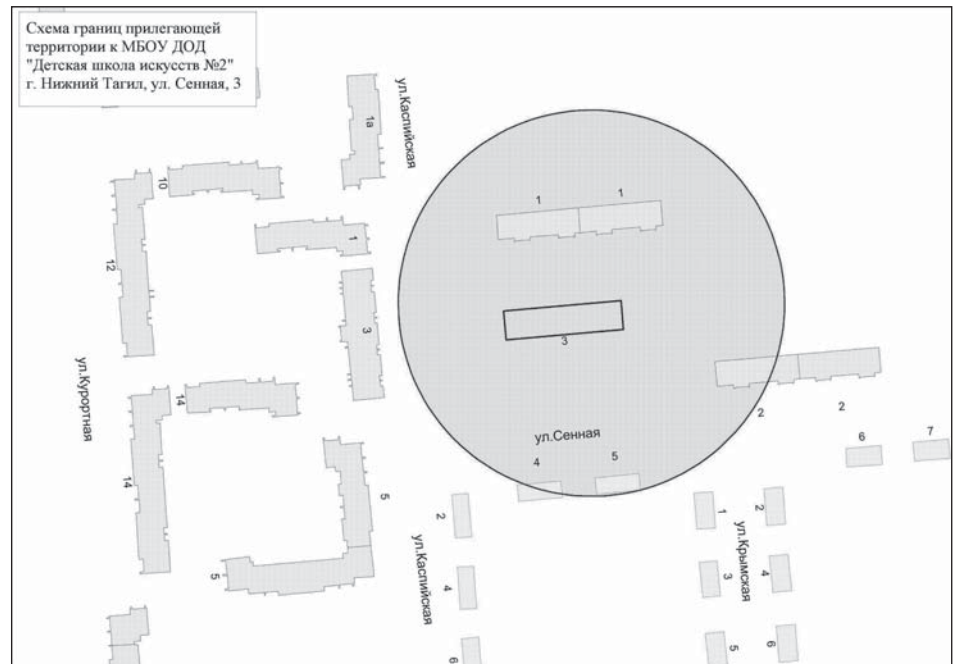 Схема границ прилегающей
территории к МБОУ ДОД
"Детская школа искусств №2"
г. Нижний Тагил, ул. Сенная, 3
ул.Каспийская
1а
10
1
1
1
12
3
3
ул.Курортная
14
2
2
ул.Сенная
6
7
4
5
14
5
2
1
2
ул.Каспийская
ул.Крымская
5
4
3
4
6
5
6